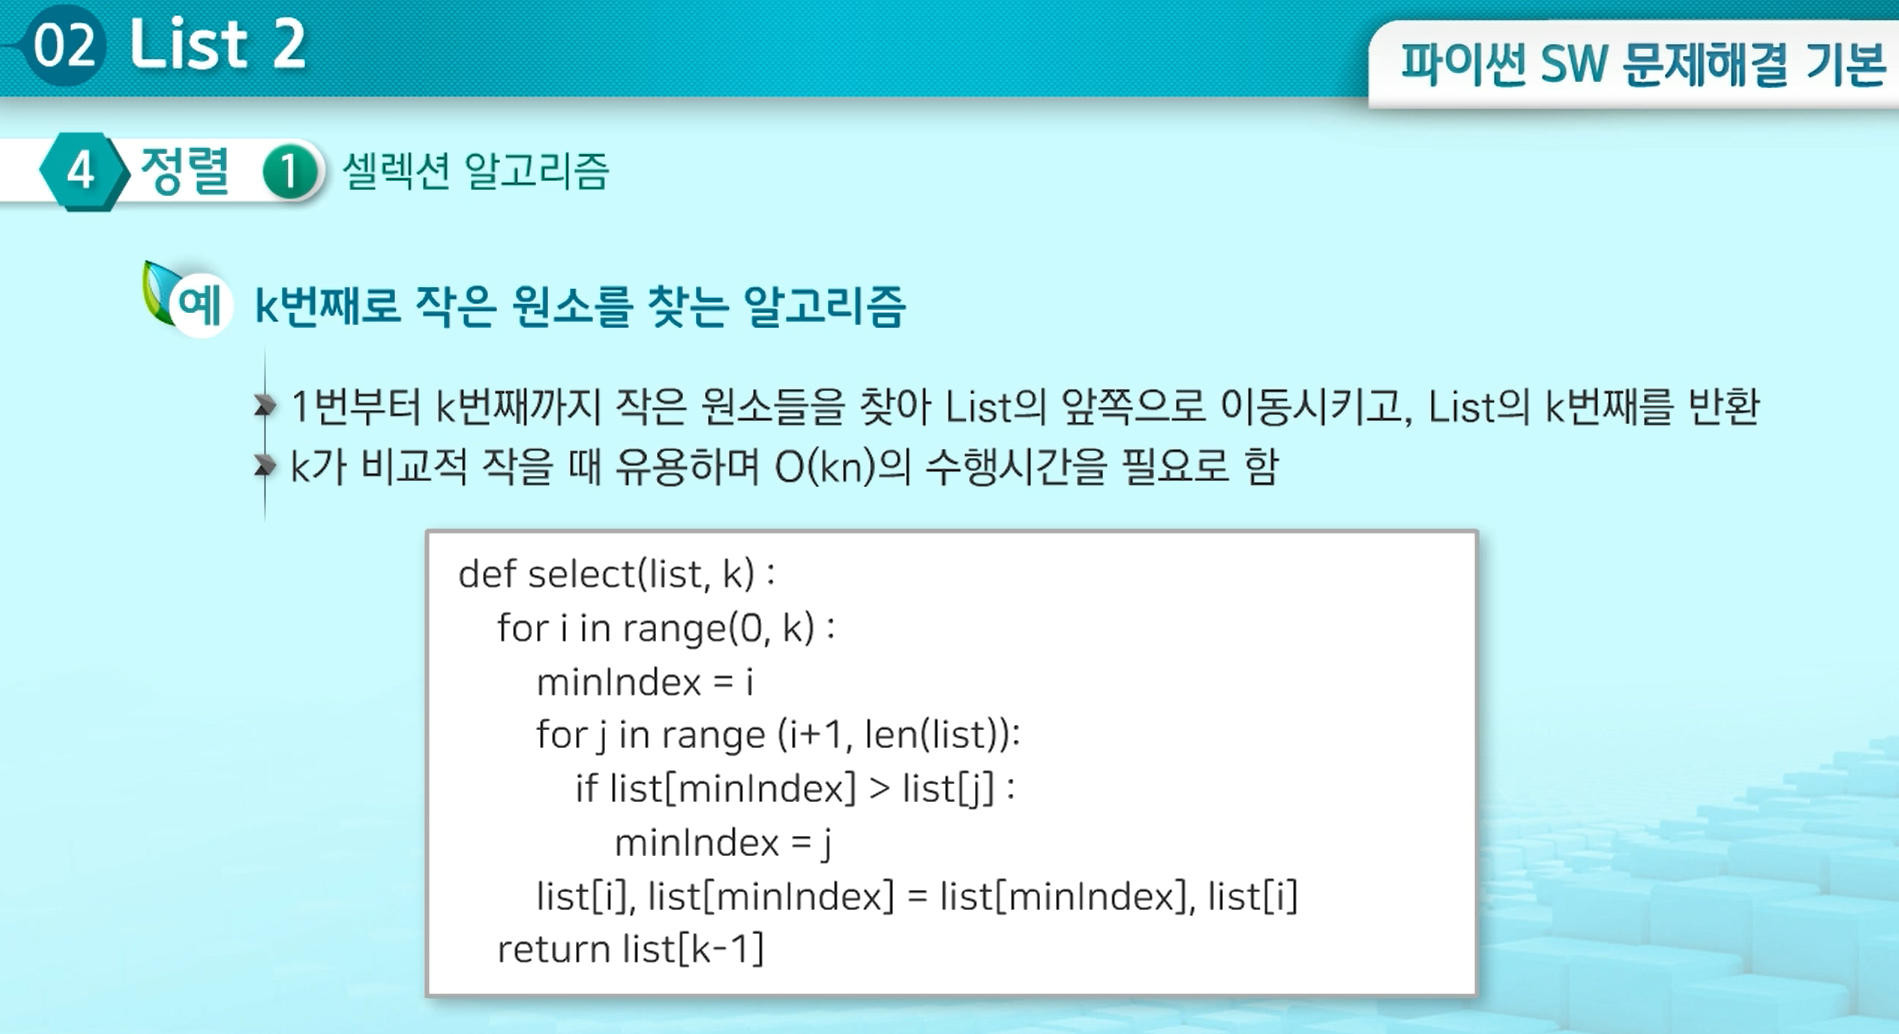 02 List 2
파이썬 SW 문제해결 기본
4 정렬 1 셀렉션 알고리즘
예 k번째로 작은 원소를 찾는 알고리즘
1번부터 k번째까지 작은 원소들을 찾아 List의 앞쪽으로 이동시키고, List의 k번째를 반환
k가 비교적 작을 때 유용하며 O(kn)의 수행시간을 필요로 함
def select(list, k) :
    for i in range(0, k) :
        minIndex = i
        for j in range (i+1, len(list)):
            if list[minIndex] > list[j] :
                minIndex = j
        list[i], list[minIndex] = list[minIndex], list[i]
    return list[k-1]